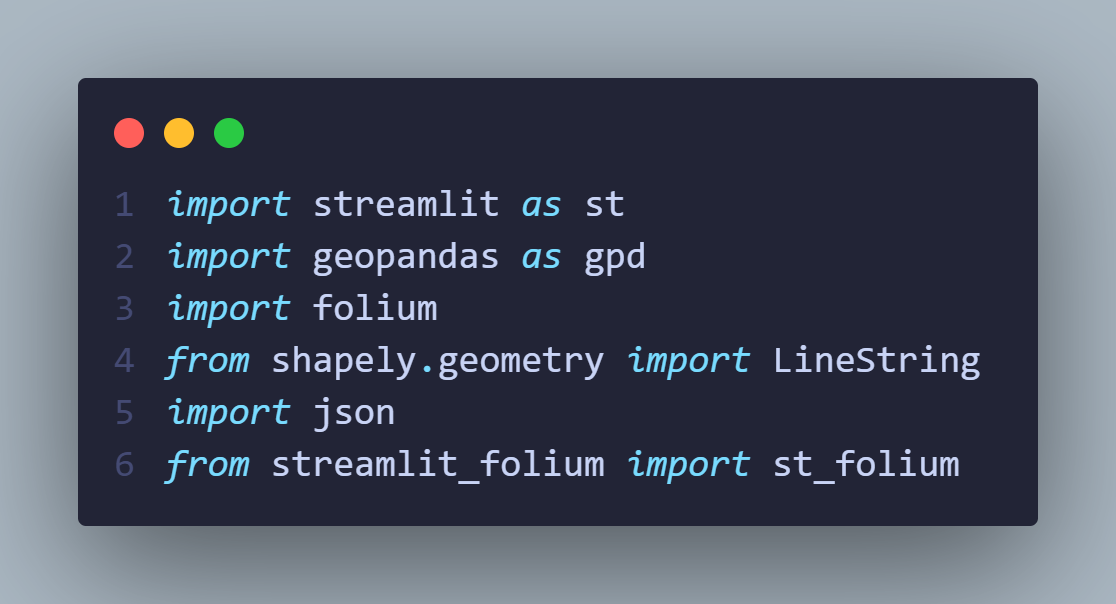 1 import streamlit as st
2 import geopandas as gpd
3 import folium
4 from shapely.geometry import LineString
5 import json
6 from streamlit_folium import st_folium